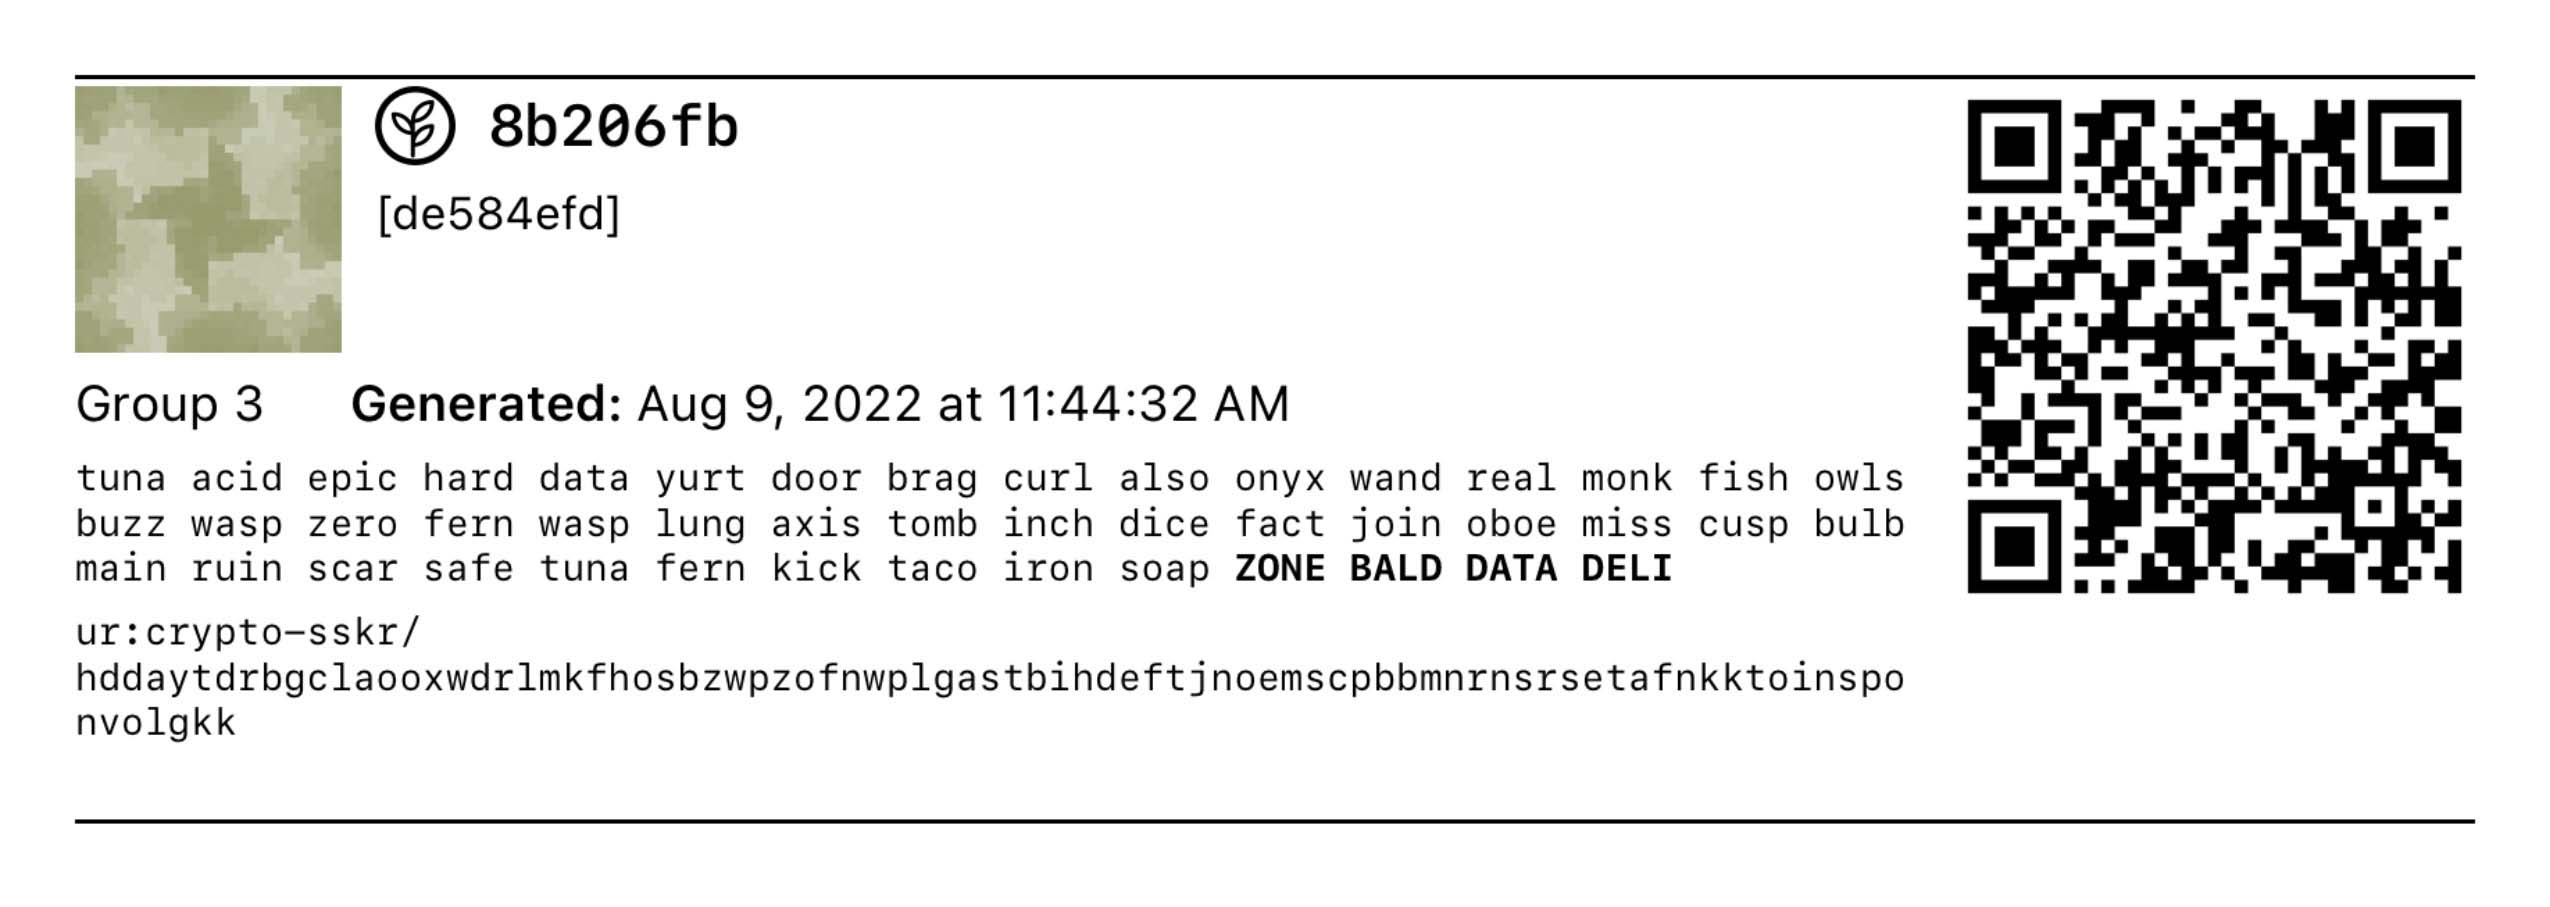 8b206fb
[de584efd]
Group 3 Generated: Aug 9, 2022 at 11:44:32 AM
tuna acid epic hard data yurt door brag curl also onyx wand real monk fish owls
buzz wasp zero fern wasp lung axis tomb inch dice fact join oboe miss cusp bulb
main ruin scar safe tuna fern kick taco iron soap ZONE BALD DATA DELI
ur:crypto-sskr/
hddaytdrbgclaooxwdrlmkfhosbzwpzofnwplgastbihdeftjnoemscpbbmnrnsrsetafnkktoinspo
nvolgkk